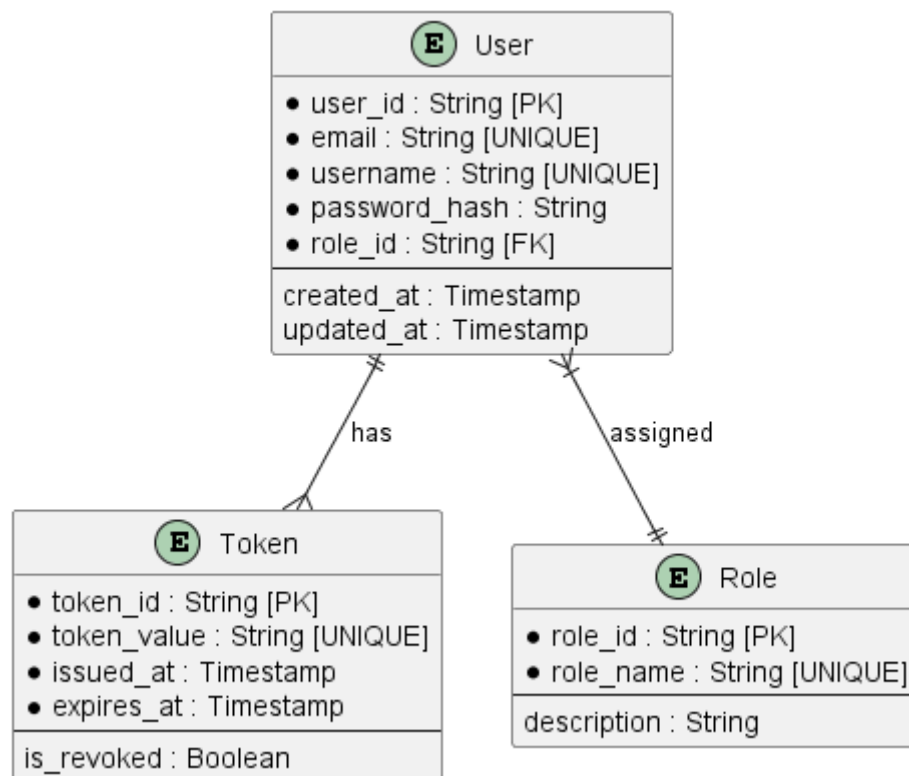 E User
user_id : String [PK]
email : String [UNIQUE]
username : String [UNIQUE]
password_hash : String
role_id : String [FK]
created_at : Timestamp
updated_at : Timestamp
has
assigned
E Token
token_id : String [PK]
token_value : String [UNIQUE]
issued_at : Timestamp
expires_at : Timestamp
is_revoked : Boolean
E Role
role_id : String [PK]
role_name : String [UNIQUE]
description : String